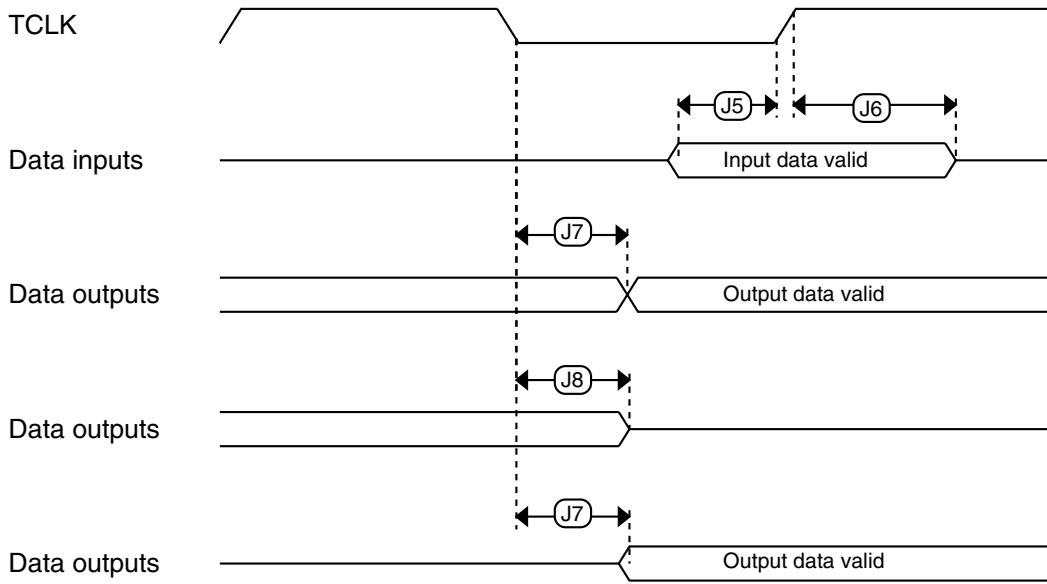 TCLK
J5
J6
Data inputs
Input data valid
J7
Data outputs
Output data valid
J8
Data outputs
J7
Data outputs
Output data valid